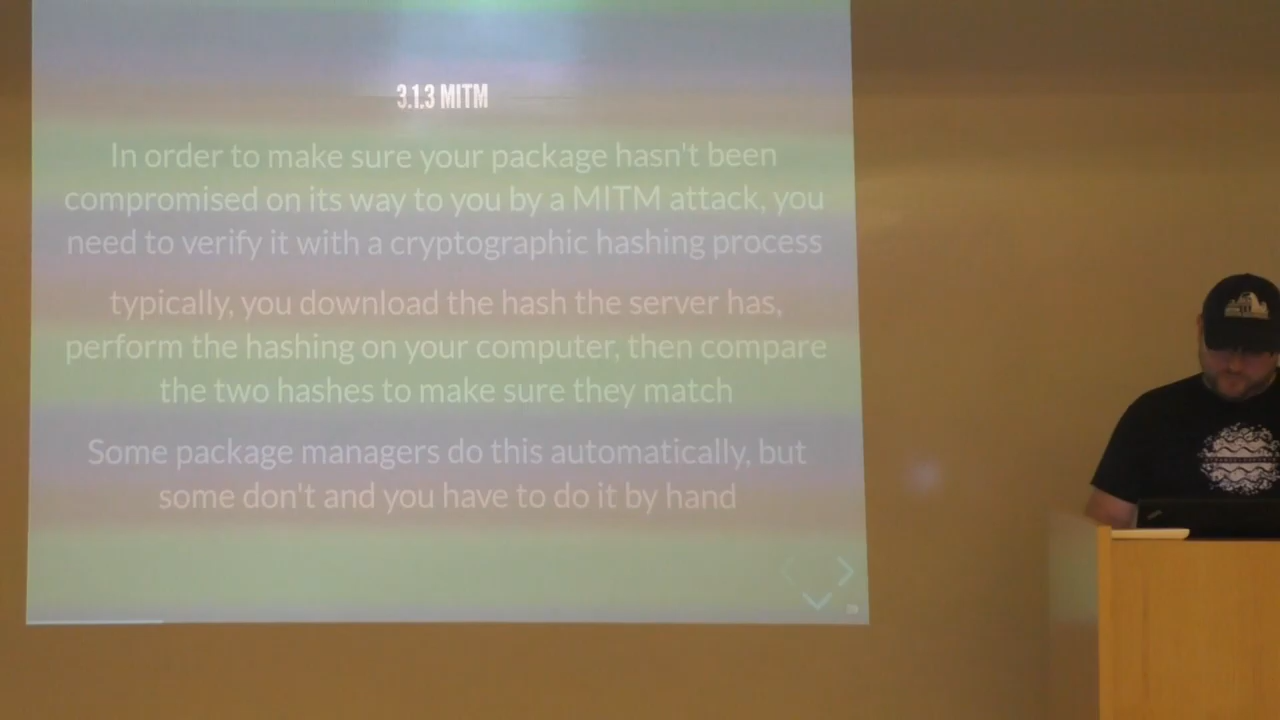 3.1.3 MITM
In order to make sure your package hasn't been
compromised on its way to you by a MITM attack, you
need to verify it with a cryptographic hashing process
typically, you download the hash the server has,
perform the hashing on your computer, then compare
the two hashes to make sure they match
Some package managers do this automatically, but
some don't and you have to do it by hand